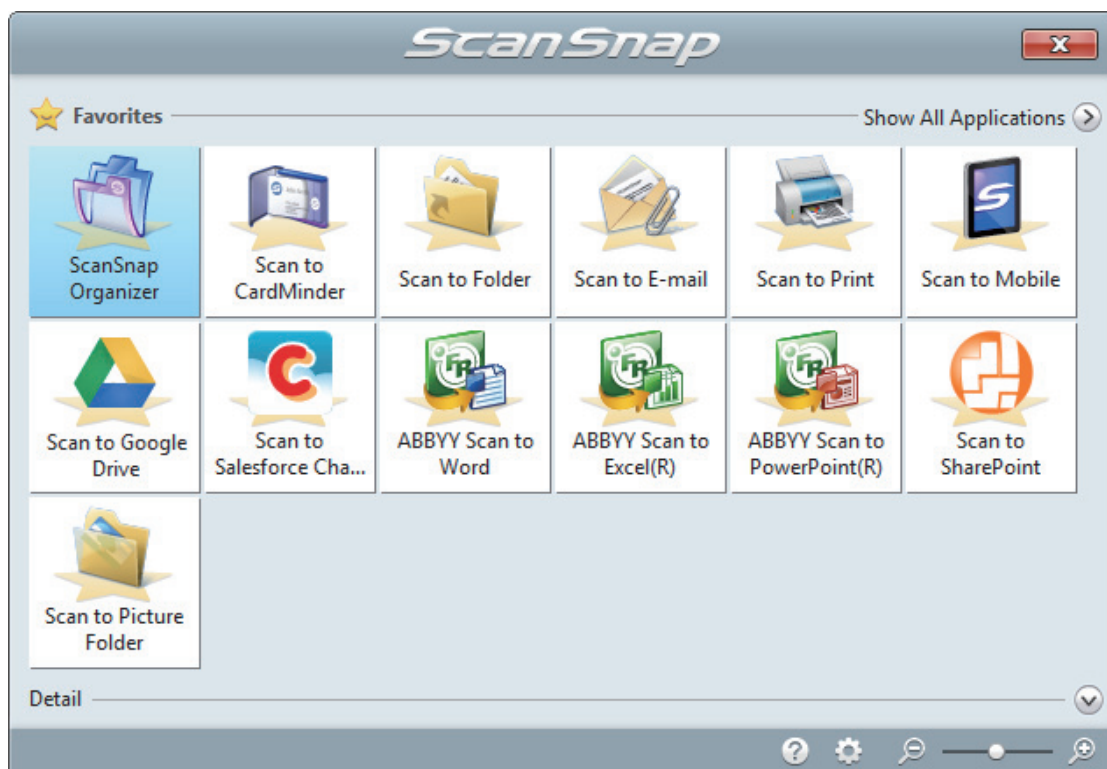 ScanSnap
Favorites
Show All Applications
ScanSnap
Organizer
Scan to
CardMinder
Scan to Folder
Scan to E-mail
Scan to Print
Scan to Mobile
Scan to Google
Drive
Scan to
Salesforce Cha...
ABBYY Scan to
Word
ABBYY Scan to
Excel(R)
ABBYY Scan to
PowerPoint(R)
Scan to
SharePoint
Scan to Picture
Folder
Detail